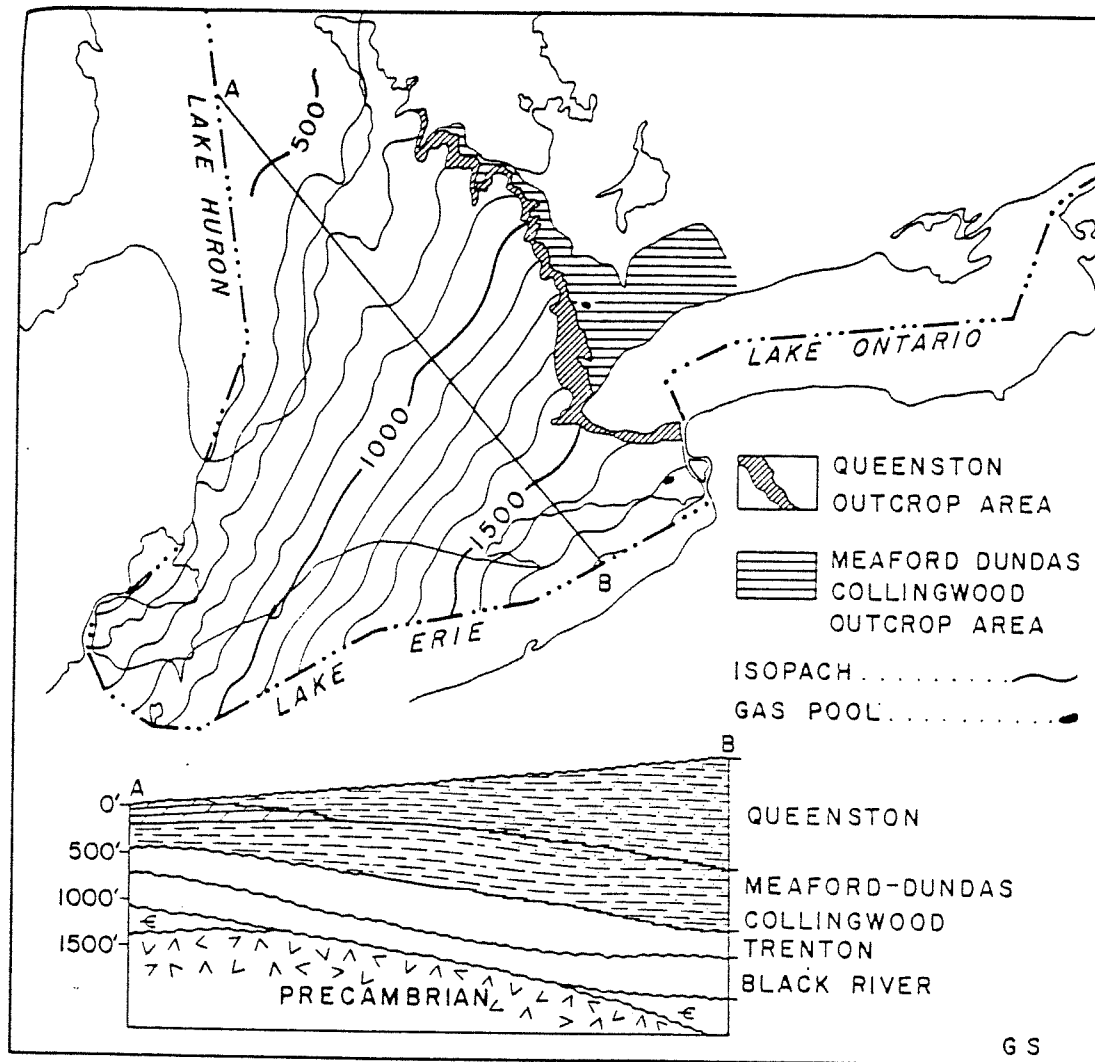 A
LAKE HURON
500
1000
1500
B
LAKE ERIE
LAKE ONTARIO
QUEENSTON
OUTCROP AREA
MEAFORD DUNDAS
COLLINGWOOD
OUTCROP AREA
ISOPACH
GAS POOL
A
B
0'
500'
1000'
1500'
QUEENSTON
MEAFORD-DUNDAS
COLLINGWOOD
TRENTON
BLACK RIVER
Є
PRECAMBRIAN
Є
G S